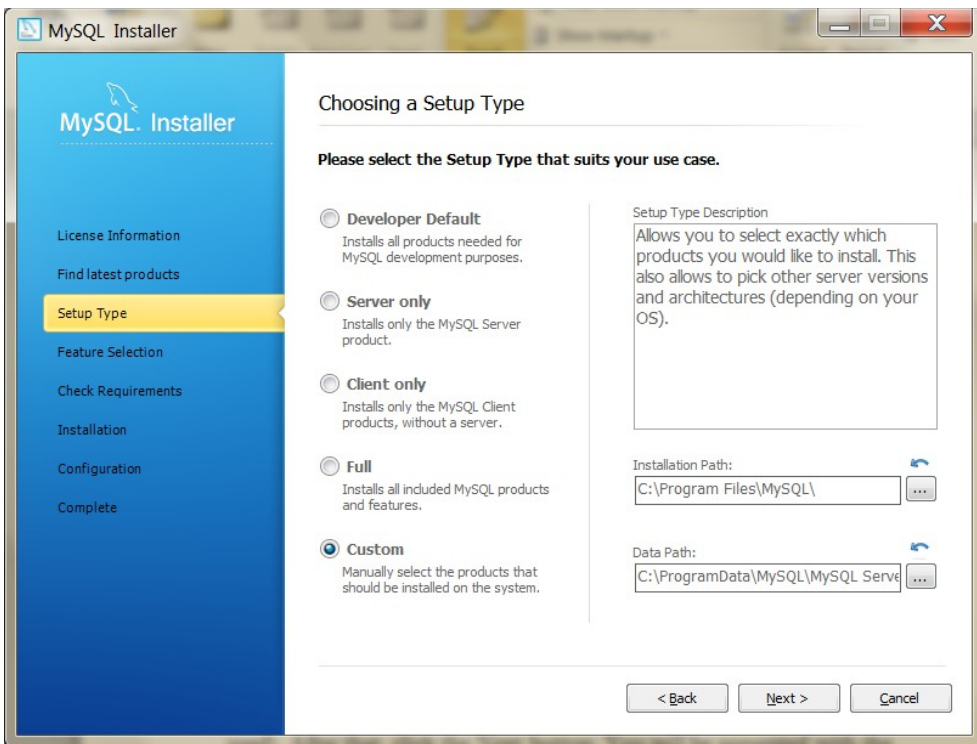 MySQL Installer
MySQL. Installer
License Information
Find latest products
Setup Type
Feature Selection
Check Requirements
Installation
Configuration
Complete
Choosing a Setup Type
Please select the Setup Type that suits your use case.
Developer Default
Installs all products needed for
MySQL development purposes.
Server only
Installs only the MySQL Server
product.
Client only
Installs only the MySQL Client
products, without a server.
Full
Installs all included MySQL products
and features.
Custom
Manually select the products that
should be installed on the system.
Setup Type Description
Allows you to select exactly which
products you would like to install. This
also allows to pick other server versions
and architectures (depending on your
OS).
Installation Path:
C:\Program Files\MySQL\
...
Data Path:
C:\ProgramData\MySQL\MySQL Serve
...
< Back
Next >
Cancel